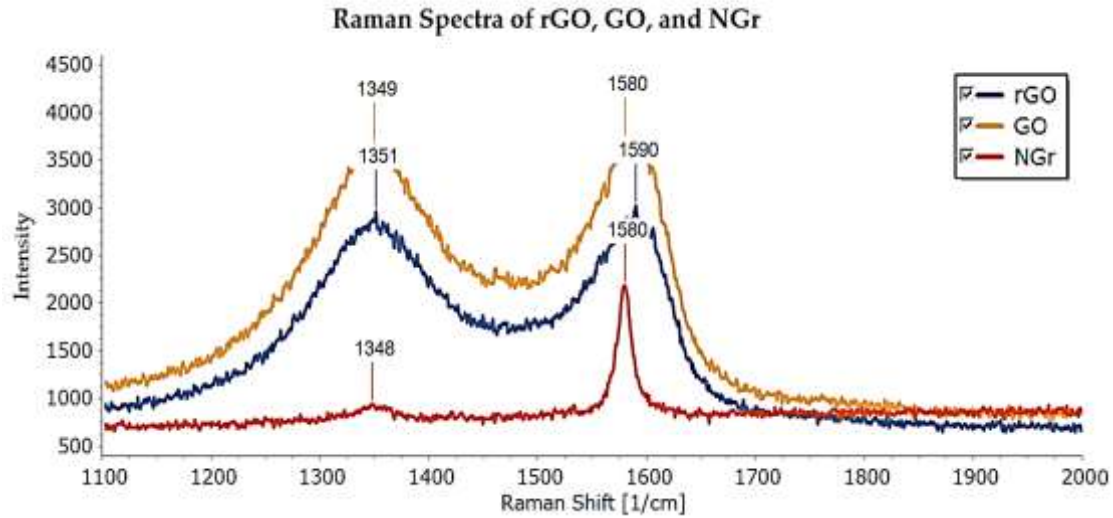 Raman Spectra of rGO, GO, and NGr
4500
4000
3500
3000
2500
2000
1500
1000
500
Intensity
1349
1351
1348
1580
1590
1580
rGO
GO
NGr
1100 1200 1300 1400 1500 1600 1700 1800 1900 2000
Raman Shift [1/cm]